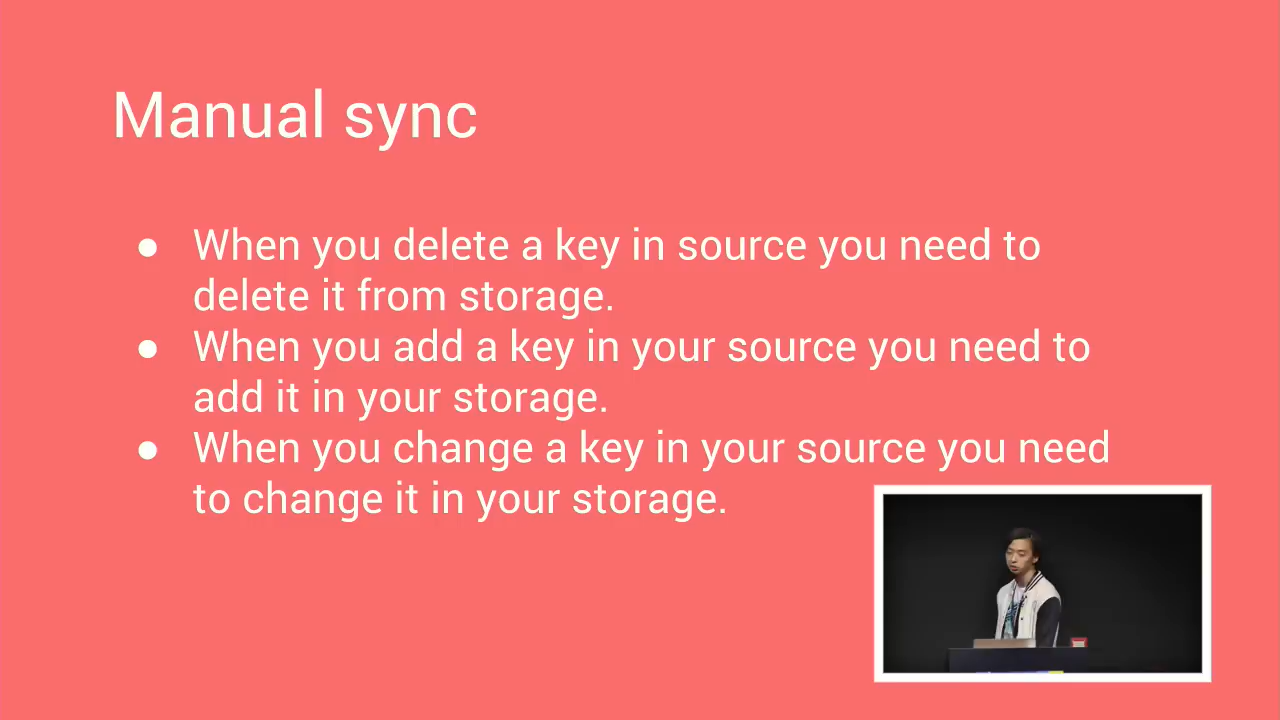 Manual sync
● When you delete a key in source you need to
delete it from storage.
● When you add a key in your source you need to
add it in your storage.
● When you change a key in your source you need
to change it in your storage.